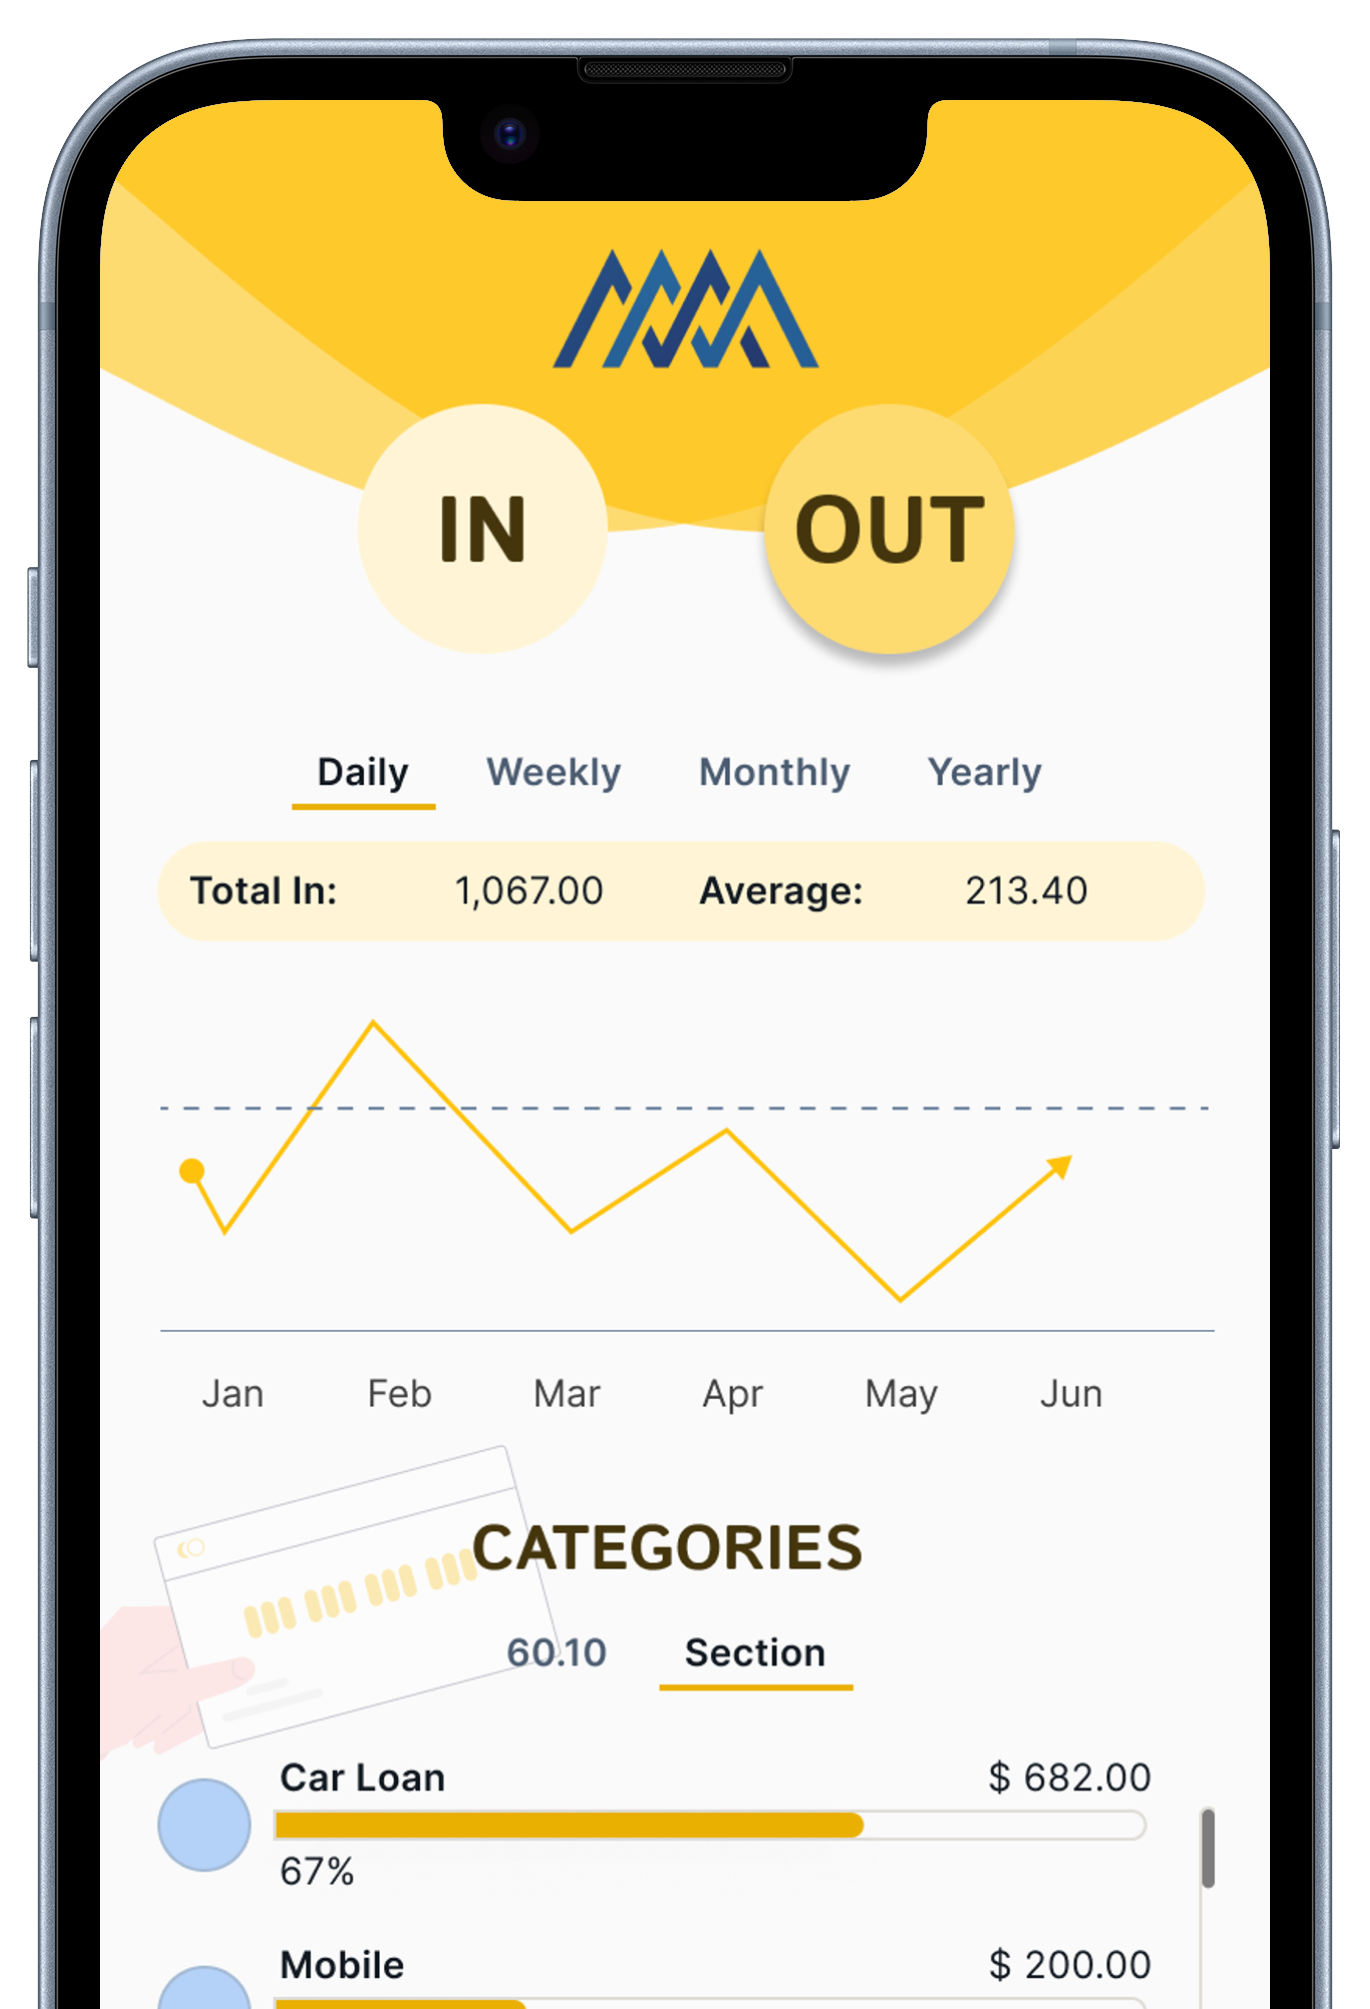 IN OUT
Daily Weekly Monthly Yearly
Total In: 1,067.00 Average: 213.40
Jan Feb Mar Apr May Jun
CATEGORIES
60.10 Section
Car Loan $ 682.00
67%
Mobile $ 200.00